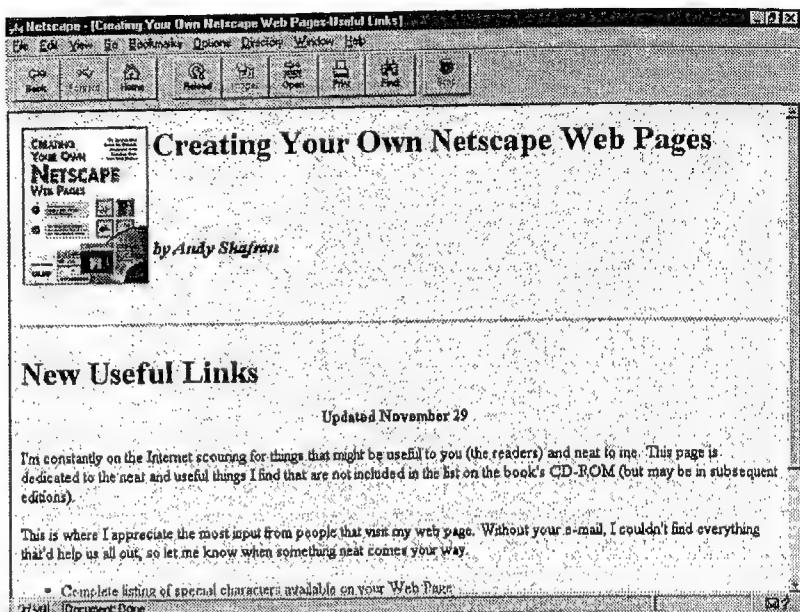 Netscape - [Creating Your Own Netscape Web Pages-Useful Links]
File Edit View Go Bookmarks Options Directory Window Help
Back Forward Home Reload Images Open Print Find Stop
CREATING
YOUR OWN
NETSCAPE
WEB PAGES
Creating Your Own Netscape Web Pages
by Andy Shafran
New Useful Links
Updated November 29
I'm constantly on the Internet scouring for things that might be useful to you (the readers) and neat to me. This page is
dedicated to the neat and useful things I find that are not included in the list on the book's CD-ROM (but may be in subsequent
editions).
This is where I appreciate the most input from people that visit my web page. Without your e-mail, I couldn't find everything
that'd help us all out, so let me know when something neat comes your way.
Complete listing of special characters available on your Web Page
Document Done